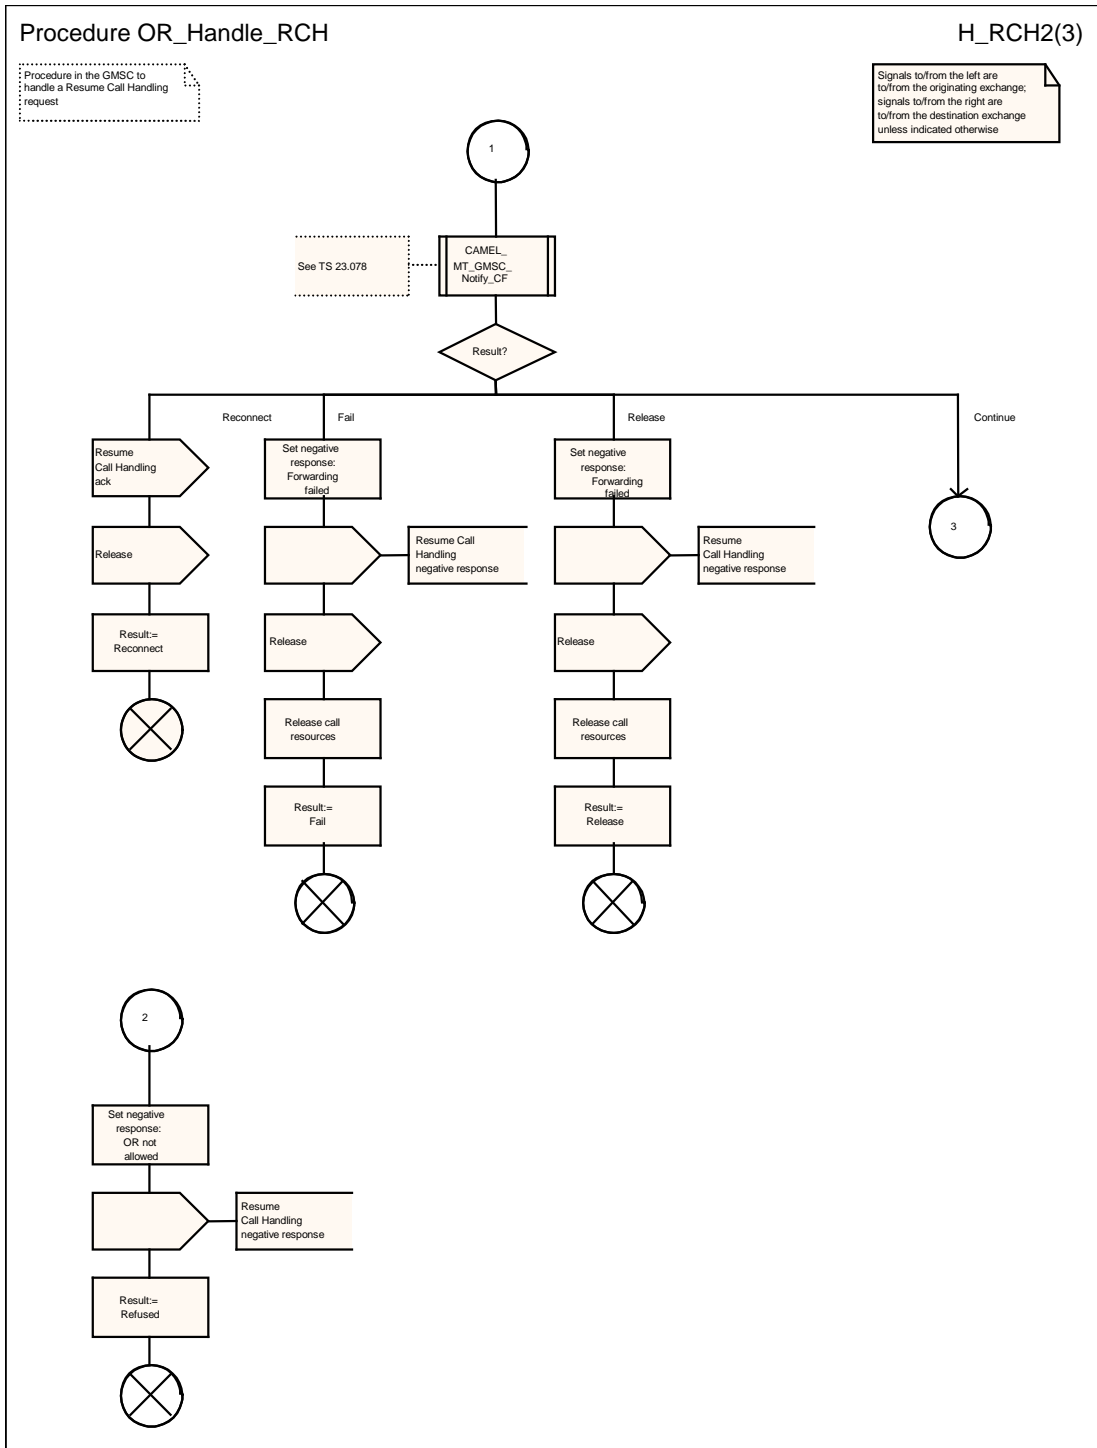 Procedure OR_Handle_RCH
H_RCH2(3)
Procedure in the GMSC to
handle a Resume Call Handling
request
Signals to/from the left are
to/from the originating exchange;
signals to/from the right are
to/from the destination exchange
unless indicated otherwise
1
See TS 23.078
CAMEL_
MT_GMSC_
Notify_CF
Result?
Reconnect
Fail
Release
Continue
Resume
Call Handling
ack
Set negative
response:
Forwarding
failed
Set negative
response:
Forwarding
failed
3
Release
Resume Call
Handling
negative response
Resume
Call Handling
negative response
Result:=
Reconnect
Release
Release
Release call
resources
Release call
resources
Result:=
Fail
Result:=
Release
2
Set negative
response:
OR not
allowed
Resume
Call Handling
negative response
Result:=
Refused